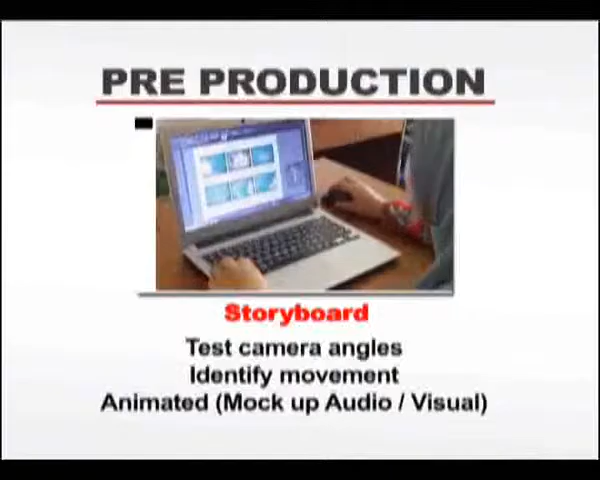 PRE PRODUCTION
Storyboard
Test camera angles
Identify movement
Animated (Mock up Audio / Visual)